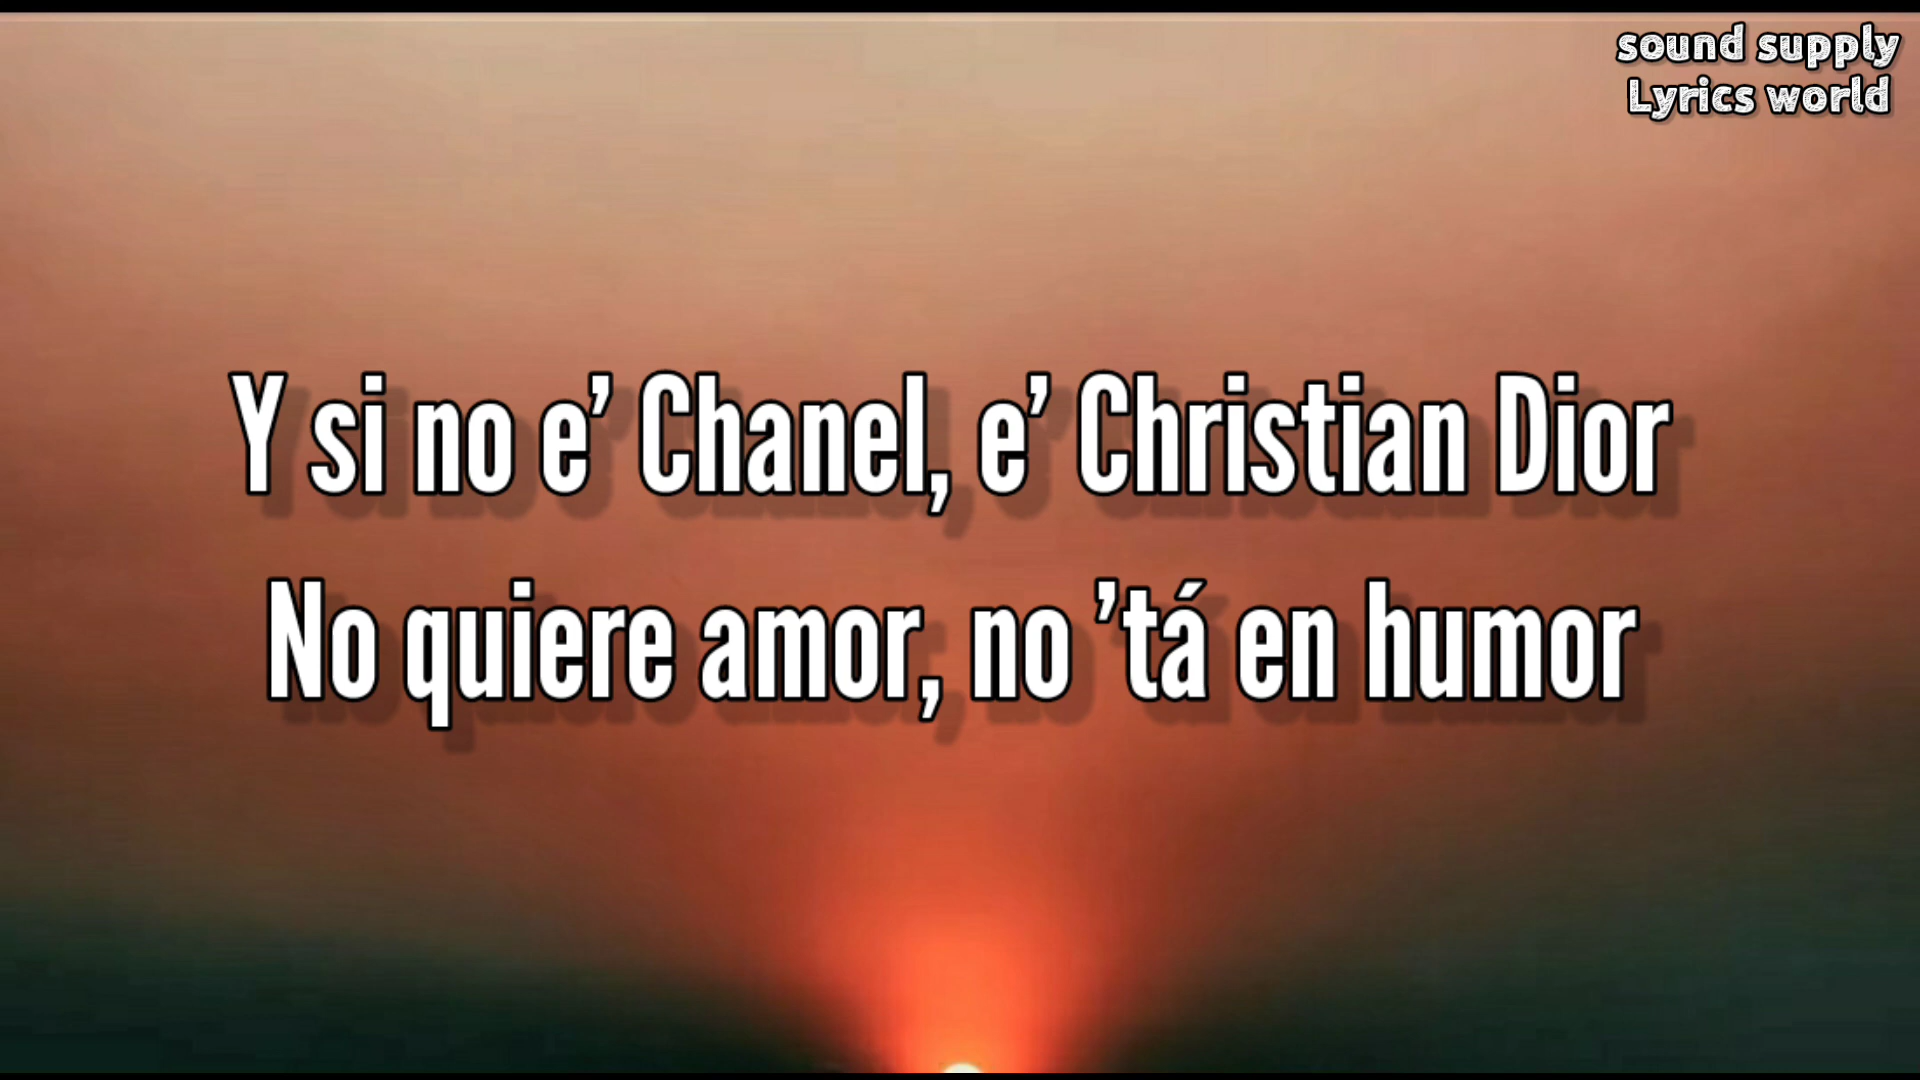 sound supply
Lyrics world
Y si no e’ Chanel, e’ Christian Dior
No quiere amor, no ’tá en humor